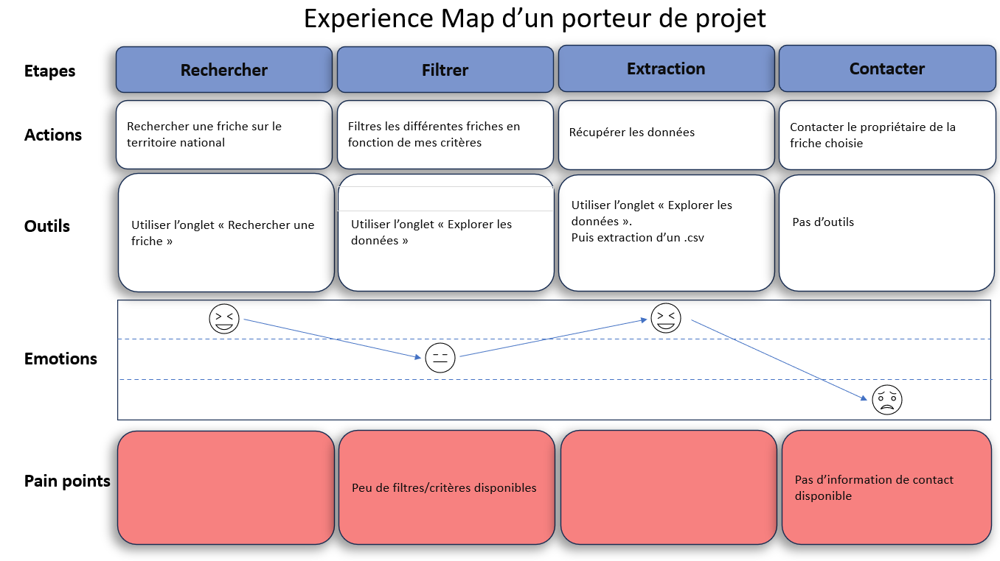 Experience Map d’un porteur de projet
Etapes
Rechercher
Filtrer
Extraction
Contacter
Actions
Rechercher une friche sur le
territoire national
Filtres les différentes friches en
fonction de mes critères
Récupérer les données
Contacter le propriétaire de la
friche choisie
Outils
Utiliser l’onglet « Rechercher une
friche »
Utiliser l’onglet « Explorer les
données »
Utiliser l’onglet « Explorer les
données ».
Puis extraction d’un .csv
Pas d’outils
Emotions
Pain points
Peu de filtres/critères disponibles
Pas d’information de contact
disponible